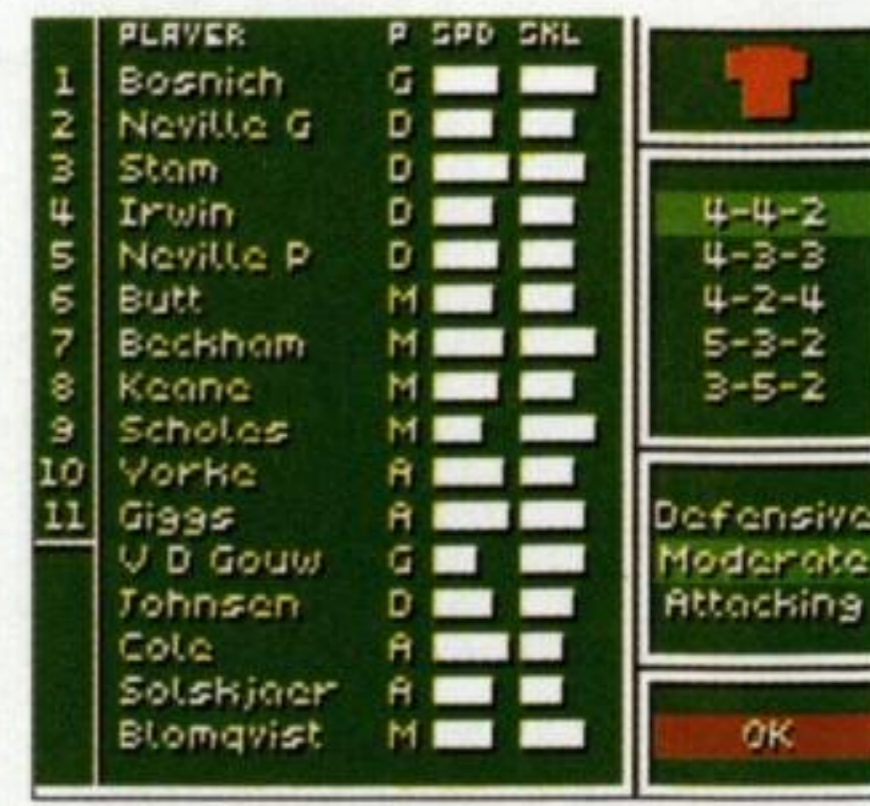 PLAYER P SPD SKL
1 Bosnich G
2 Neville G D
3 Stam D
4 Irwin D
5 Neville P D
6 Butt M
7 Beckham M
8 Keane M
9 Scholes M
10 Yorke A
11 Giggs A
V D Gouw G
Johnsen D
Cole A
Solskjaer A
Blomqvist M
4-4-2
4-3-3
4-2-4
5-3-2
3-5-2
Defensive
Moderate
Attacking
OK